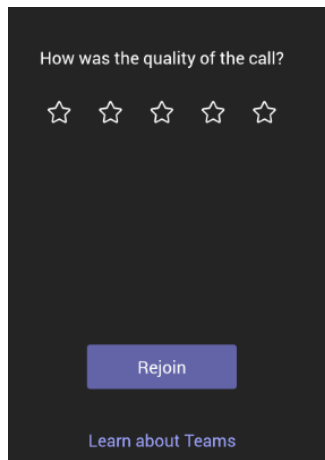 How was the quality of the call?
Rejoin
Learn about Teams